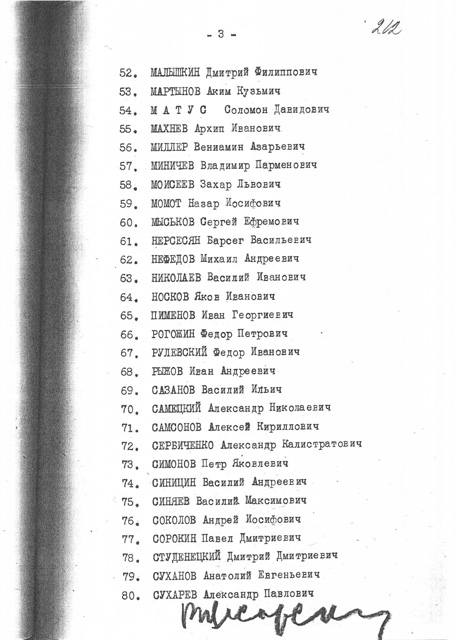 - 3 -
212
52. МАЛЫШКИН Дмитрий Филиппович
53. МАРТЫНОВ Аким Кузьмич
54. М А Т У С Соломон Давидович
55. МАХНЕВ Архип Иванович
56. МИЛЛЕР Вениамин Азарьевич
57. МИНИЧЕВ Владимир Парменович
58. МОИСЕЕВ Захар Львович
59. МОМОТ Назар Иосифович
60. МЫСЬКОВ Сергей Ефремович
61. НЕРСЕСЯН Барсег Васильевич
62. НЕФЕДОВ Михаил Андреевич
63. НИКОЛАЕВ Василий Иванович
64. НОСКОВ Яков Иванович
65. ПИМЕНОВ Иван Георгиевич
66. РОГОЖИН Федор Петрович
67. РУЛЕВСКИЙ Федор Иванович
68. РЫЖОВ Иван Андреевич
69. САЗАНОВ Василий Ильич
70. САМЕЦКИЙ Александр Николаевич
71. САМСОНОВ Алексей Кириллович
72. СЕРБИЧЕНКО Александр Калистратович
73. СИМОНОВ Петр Яковлевич
74. СИНИЦИН Василий Андреевич
75. СИНЯЕВ Василий Максимович
76. СОКОЛОВ Андрей Иосифович
77. СОРОКИН Павел Дмитриевич
78. СТУДЕНЕЦКИЙ Дмитрий Дмитриевич
79. СУХАНОВ Анатолий Евгеньевич
80. СУХАРЕВ Александр Павлович